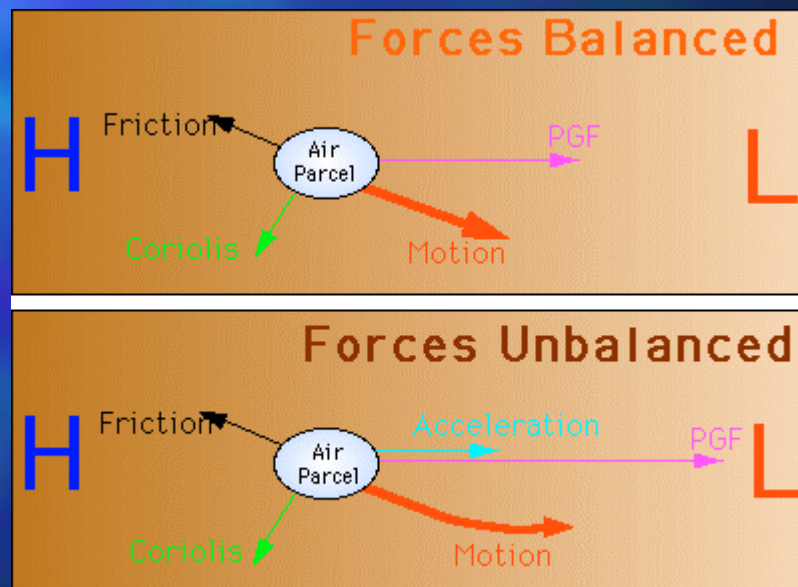 Forces Balanced
H
Friction
Air
Parcel
PGF
L
Coriolis
Motion
Forces Unbalanced
H
Friction
Air
Parcel
Acceleration
PGF
L
Coriolis
Motion